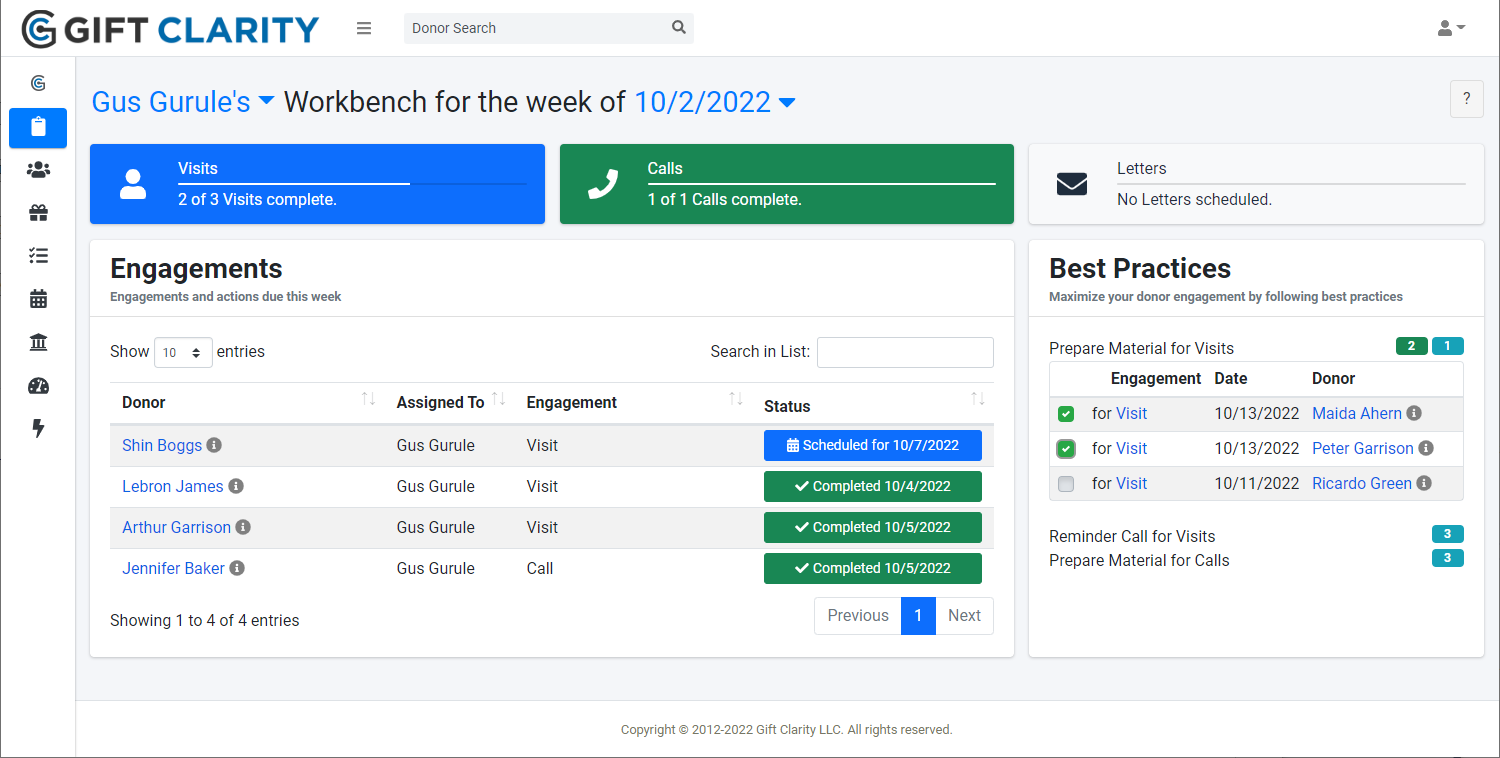 GIFT CLARITY
Donor Search
Gus Gurule's Workbench for the week of 10/2/2022
?
Visits
2 of 3 Visits complete.
Calls
1 of 1 Calls complete.
Letters
No Letters scheduled.
Engagements
Engagements and actions due this week
Show 10 entries
Search in List:
Donor Assigned To Engagement Status
Shin Boggs Gus Gurule Visit Scheduled for 10/7/2022
Lebron James Gus Gurule Visit Completed 10/4/2022
Arthur Garrison Gus Gurule Visit Completed 10/5/2022
Jennifer Baker Gus Gurule Call Completed 10/5/2022
Showing 1 to 4 of 4 entries
Previous 1 Next
Best Practices
Maximize your donor engagement by following best practices
Prepare Material for Visits 2 1
Engagement Date Donor
for Visit 10/13/2022 Maida Ahern
for Visit 10/13/2022 Peter Garrison
for Visit 10/11/2022 Ricardo Green
Reminder Call for Visits 3
Prepare Material for Calls 3
Copyright © 2012-2022 Gift Clarity LLC. All rights reserved.